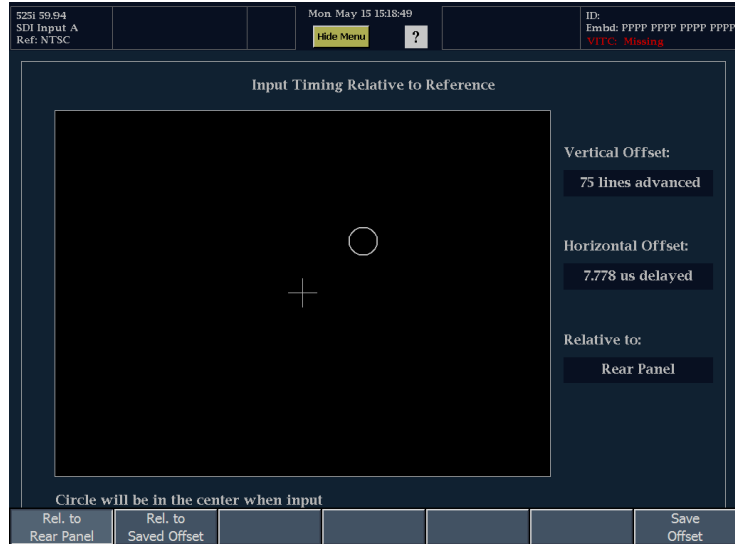 525i 59.94
SDI Input A
Ref: NTSC
Mon May 15 15:18:49
Hide Menu
?
ID:
Embd: PPPP PPPP PPPP PPPP
VITC: Missing
Input Timing Relative to Reference
Vertical Offset:
75 lines advanced
Horizontal Offset:
7.778 us delayed
Relative to:
Rear Panel
Circle will be in the center when input
Rel. to
Rear Panel
Rel. to
Saved Offset
Save
Offset